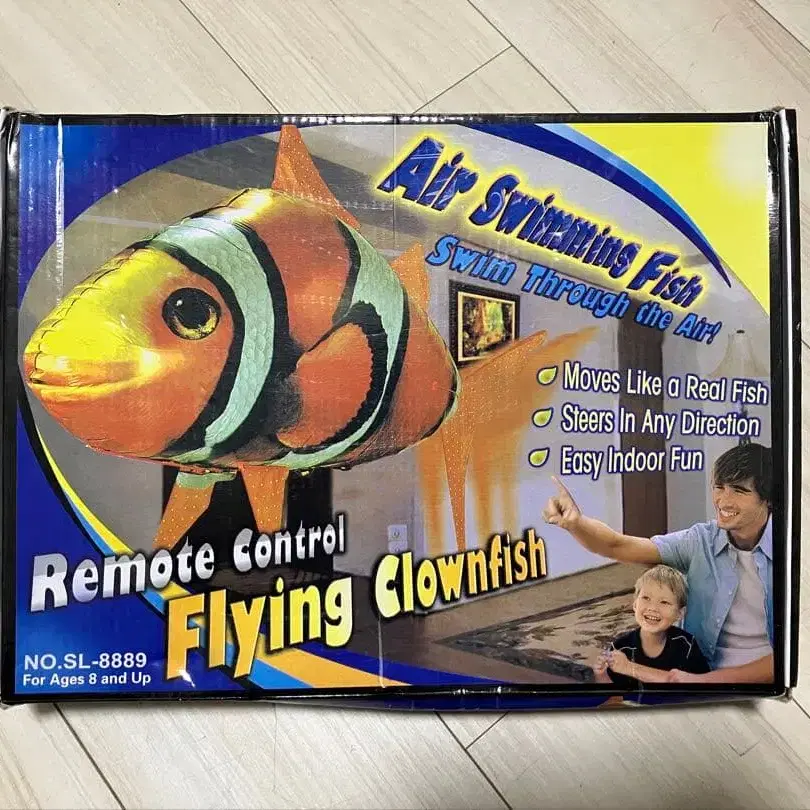 Air Swimming Fish
Swim Through the Air!
Moves Like a Real Fish
Steers In Any Direction
Easy Indoor Fun
Remote Control
Flying Clownfish
NO.SL-8889
For Ages 8 and Up